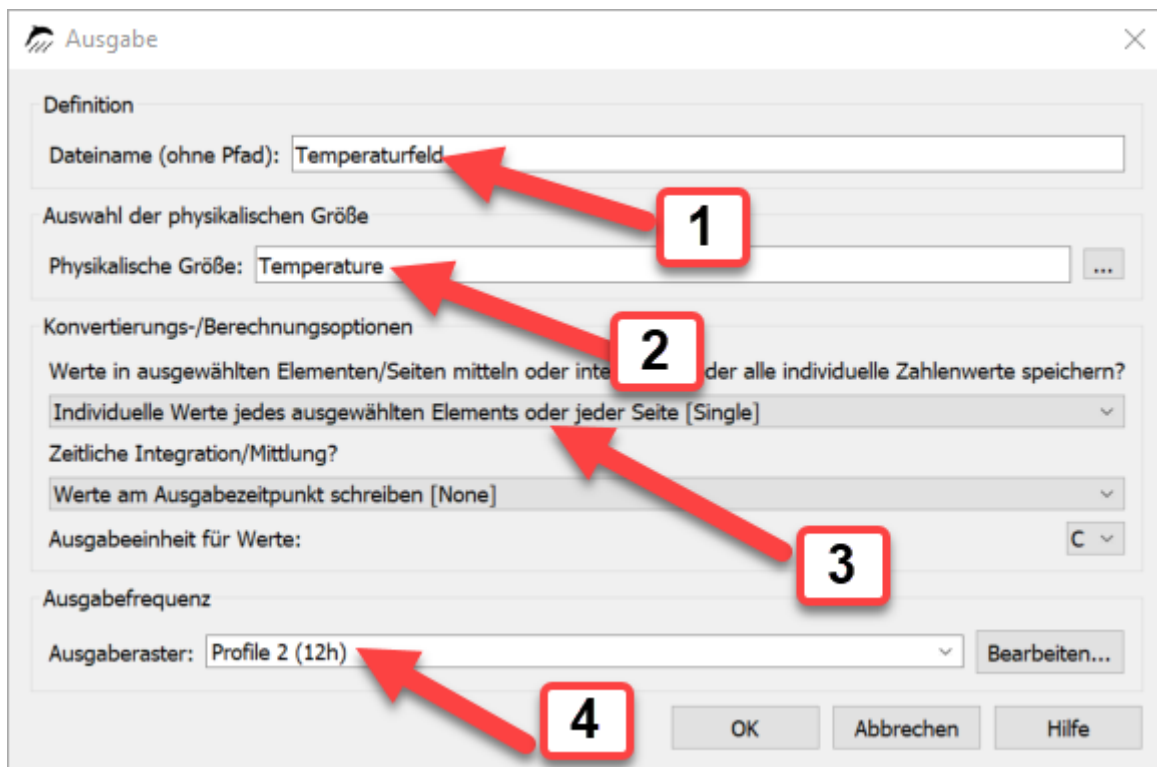 Ausgabe
Definition
Dateiname (ohne Pfad): Temperaturfeld
1
Auswahl der physikalischen Größe
Physikalische Größe: Temperature ...
2
Konvertierungs-/Berechnungsoptionen
Werte in ausgewählten Elementen/Seiten mitteln oder inte der alle individuelle Zahlenwerte speichern?
Individuelle Werte jedes ausgewählten Elements oder jeder Seite [Single]
Zeitliche Integration/Mittlung?
Werte am Ausgabezeitpunkt schreiben [None]
Ausgabeeinheit für Werte: C
3
Ausgabefrequenz
Ausgaberaster: Profile 2 (12h) Bearbeiten...
4
OK Abbrechen Hilfe